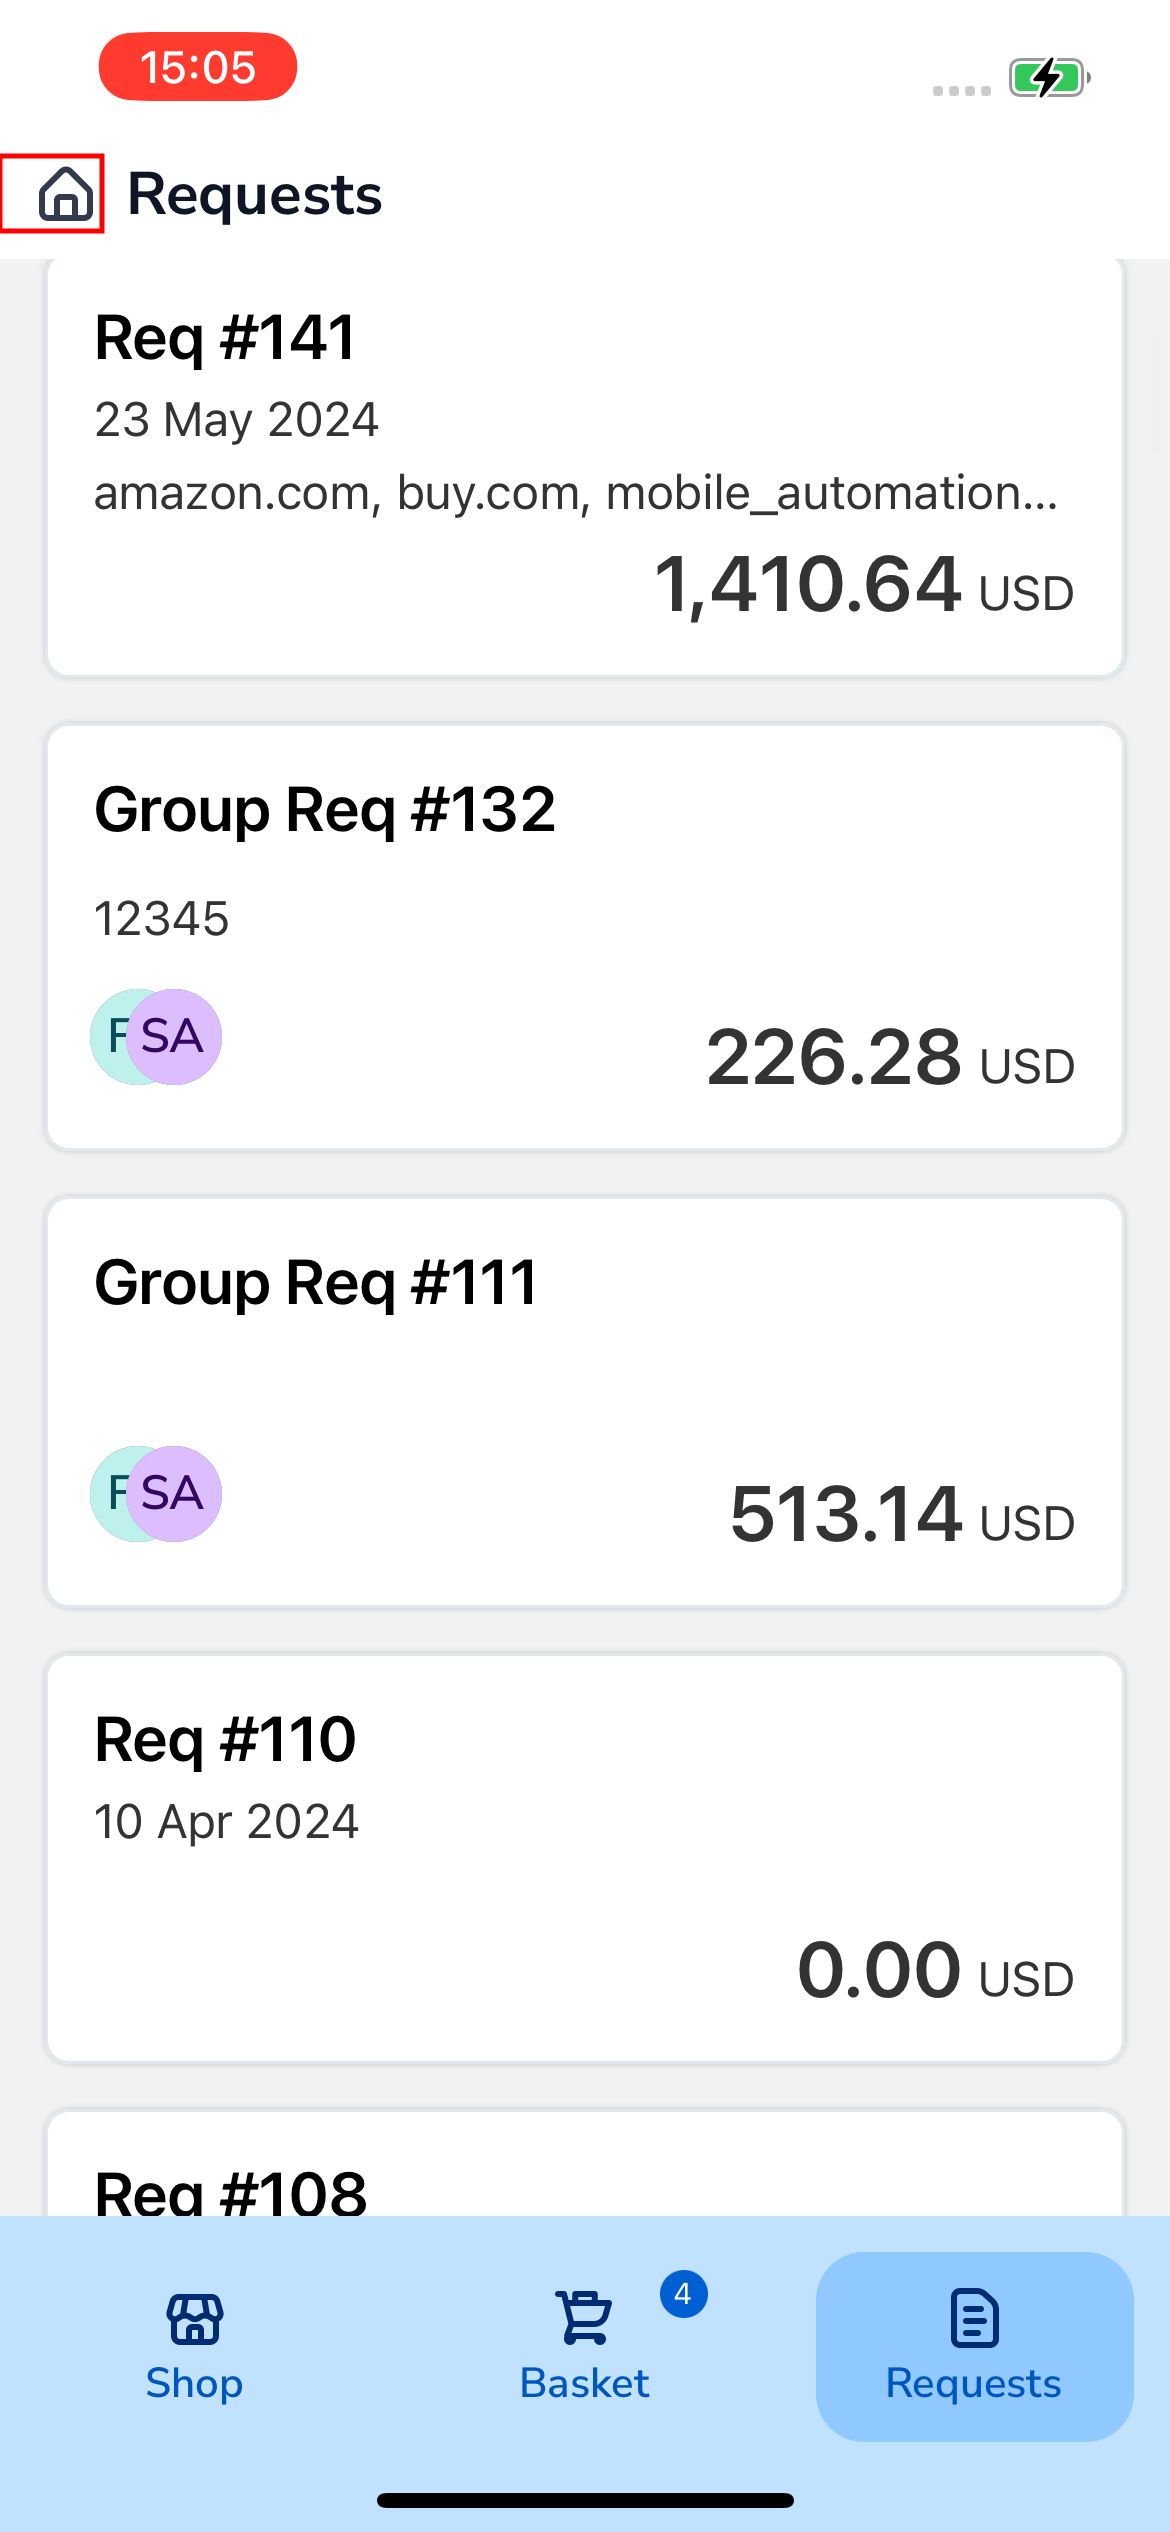 15:05
Requests
Req #141
23 May 2024
amazon.com, buy.com, mobile_automation...
1,410.64 USD
Group Req #132
12345
F SA
226.28 USD
Group Req #111
F SA
513.14 USD
Req #110
10 Apr 2024
0.00 USD
Req #108
4
Shop
Basket
Requests